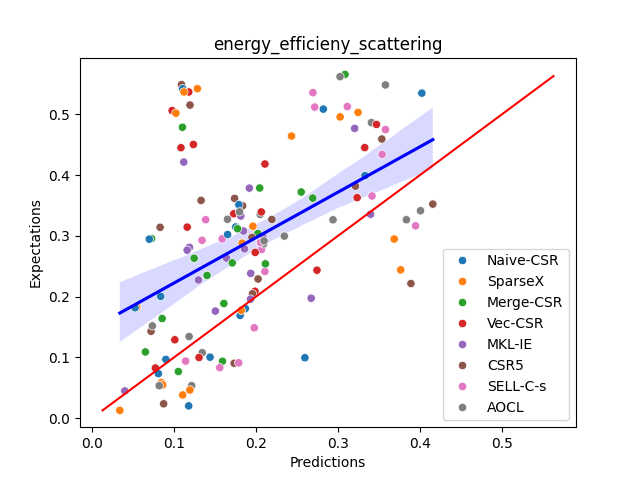 energy_efficieny_scattering
Expectations
0.5
0.4
0.3
0.2
0.1
0.0
0.0 0.1 0.2 0.3 0.4 0.5
Predictions
Naive-CSR
SparseX
Merge-CSR
Vec-CSR
MKL-IE
CSR5
SELL-C-s
AOCL